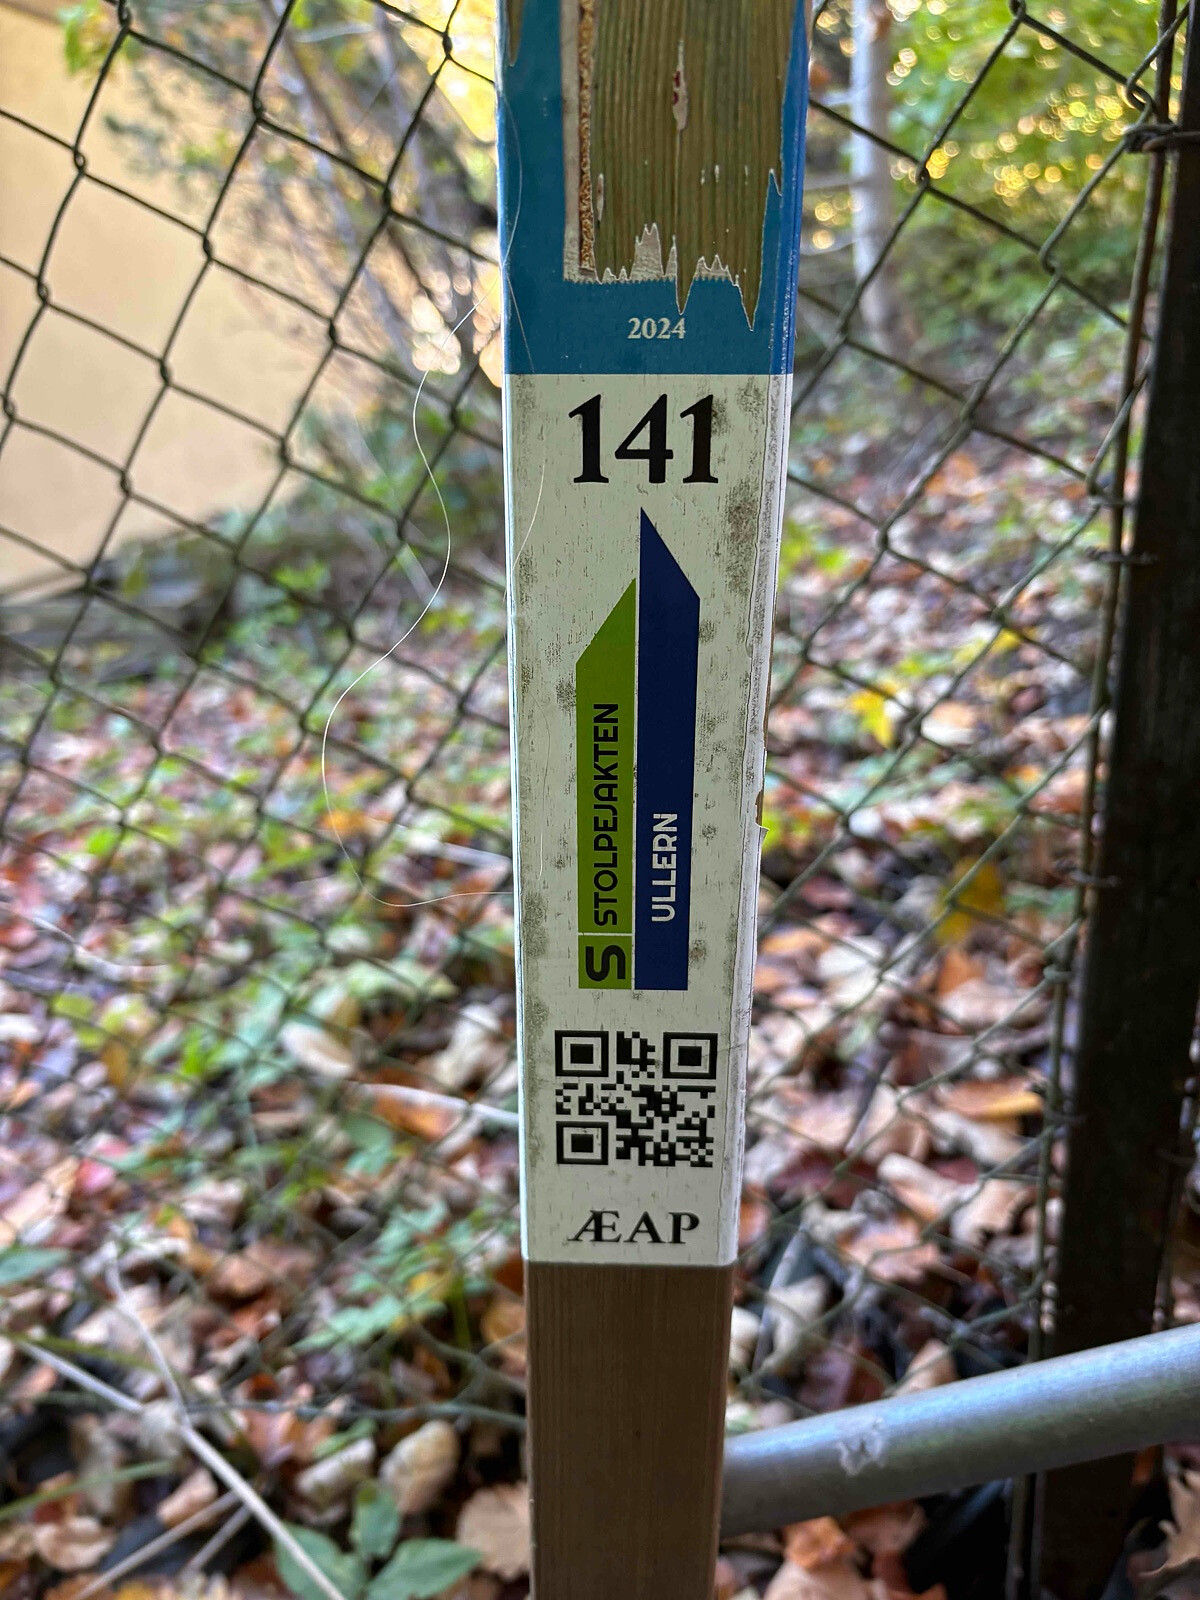 2024
141
S STOLPEJAKTEN
ULLERN
ÆAP